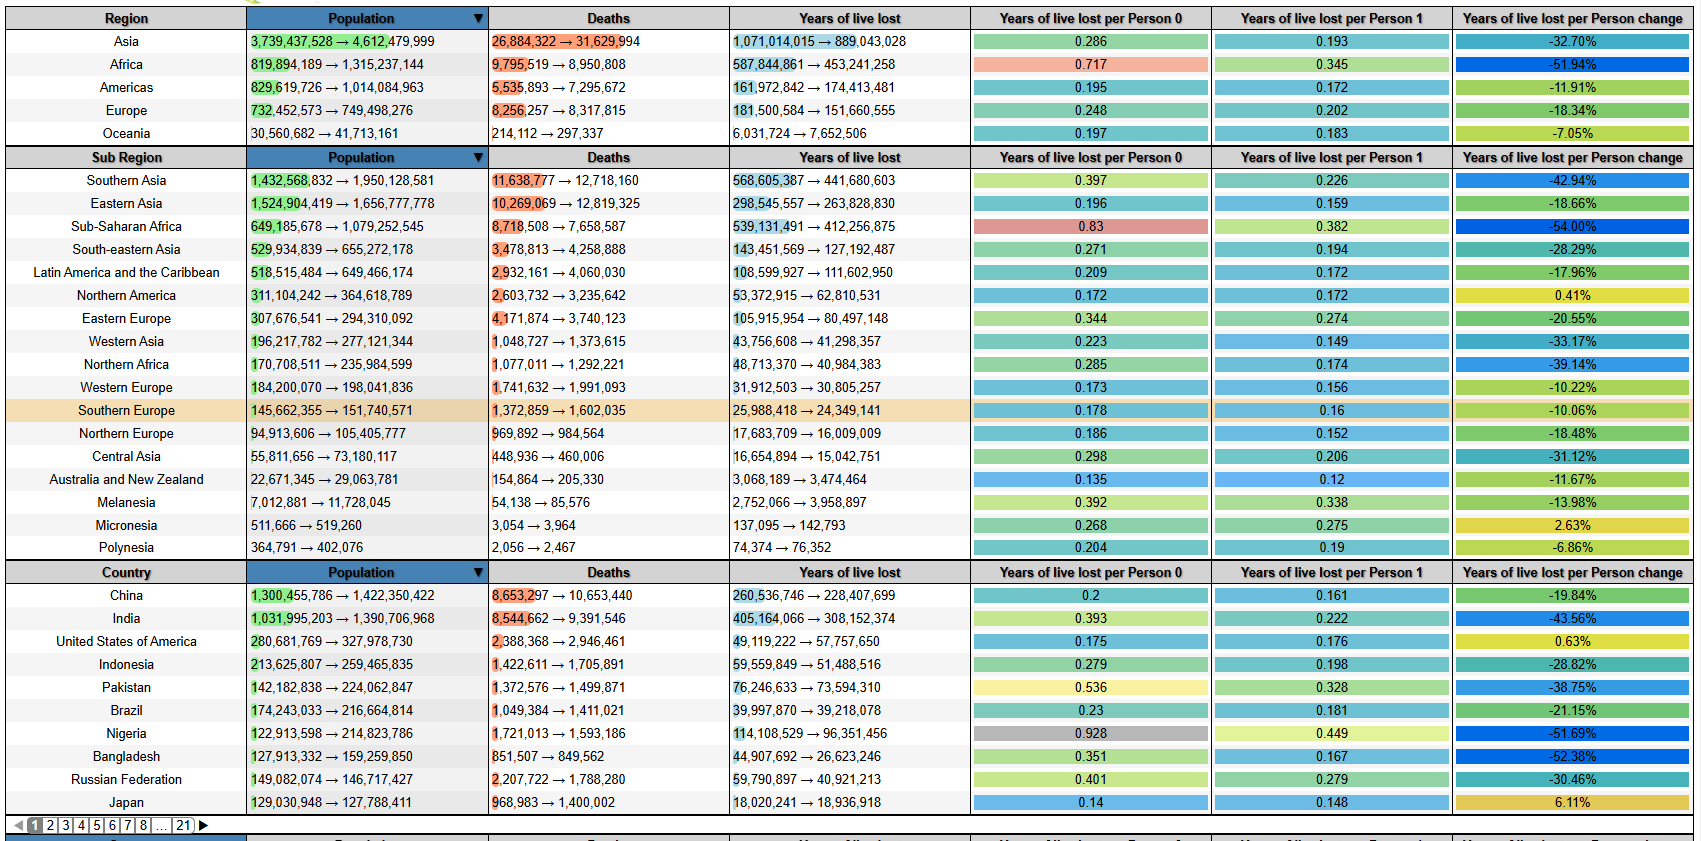 Region Population ▼ Deaths Years of live lost Years of live lost per Person 0 Years of live lost per Person 1 Years of live lost per Person change
Asia 3,739,437,528 → 4,612,479,999 26,884,322 → 31,629,994 1,071,014,015 → 889,043,028 0.286 0.193 -32.70%
Africa 819,894,189 → 1,315,237,144 9,795,519 → 8,950,808 587,844,861 → 453,241,258 0.717 0.345 -51.94%
Americas 829,619,726 → 1,014,084,963 5,535,893 → 7,295,672 161,972,842 → 174,413,481 0.195 0.172 -11.91%
Europe 732,452,573 → 749,498,276 8,256,257 → 8,317,815 181,500,584 → 151,660,555 0.248 0.202 -18.34%
Oceania 30,560,682 → 41,713,161 214,112 → 297,337 6,031,724 → 7,652,506 0.197 0.183 -7.05%
Sub Region Population ▼ Deaths Years of live lost Years of live lost per Person 0 Years of live lost per Person 1 Years of live lost per Person change
Southern Asia 1,432,568,832 → 1,950,128,581 11,638,777 → 12,718,160 568,605,387 → 441,680,603 0.397 0.226 -42.94%
Eastern Asia 1,524,904,419 → 1,656,777,778 10,269,069 → 12,819,325 298,545,557 → 263,828,830 0.196 0.159 -18.66%
Sub-Saharan Africa 649,185,678 → 1,079,252,545 8,718,508 → 7,658,587 539,131,491 → 412,256,875 0.83 0.382 -54.00%
South-eastern Asia 529,934,839 → 655,272,178 3,478,813 → 4,258,888 143,451,569 → 127,192,487 0.271 0.194 -28.29%
Latin America and the Caribbean 518,515,484 → 649,466,174 2,932,161 → 4,060,030 108,599,927 → 111,602,950 0.209 0.172 -17.96%
Northern America 311,104,242 → 364,618,789 2,603,732 → 3,235,642 53,372,915 → 62,810,531 0.172 0.172 0.41%
Eastern Europe 307,676,541 → 294,310,092 4,171,874 → 3,740,123 105,915,954 → 80,497,148 0.344 0.274 -20.55%
Western Asia 196,217,782 → 277,121,344 1,048,727 → 1,373,615 43,756,608 → 41,298,357 0.223 0.149 -33.17%
Northern Africa 170,708,511 → 235,984,599 1,077,011 → 1,292,221 48,713,370 → 40,984,383 0.285 0.174 -39.14%
Western Europe 184,200,070 → 198,041,836 1,741,632 → 1,991,093 31,912,503 → 30,805,257 0.173 0.156 -10.22%
Southern Europe 145,662,355 → 151,740,571 1,372,859 → 1,602,035 25,988,418 → 24,349,141 0.178 0.16 -10.06%
Northern Europe 94,913,606 → 105,405,777 969,892 → 984,564 17,683,709 → 16,009,009 0.186 0.152 -18.48%
Central Asia 55,811,656 → 73,180,117 448,936 → 460,006 16,654,894 → 15,042,751 0.298 0.206 -31.12%
Australia and New Zealand 22,671,345 → 29,063,781 154,864 → 205,330 3,068,189 → 3,474,464 0.135 0.12 -11.67%
Melanesia 7,012,881 → 11,728,045 54,138 → 85,576 2,752,066 → 3,958,897 0.392 0.338 -13.98%
Micronesia 511,666 → 519,260 3,054 → 3,964 137,095 → 142,793 0.268 0.275 2.63%
Polynesia 364,791 → 402,076 2,056 → 2,467 74,374 → 76,352 0.204 0.19 -6.86%
Country Population ▼ Deaths Years of live lost Years of live lost per Person 0 Years of live lost per Person 1 Years of live lost per Person change
China 1,300,455,786 → 1,422,350,422 8,653,297 → 10,653,440 260,536,746 → 228,407,699 0.2 0.161 -19.84%
India 1,031,995,203 → 1,390,706,968 8,544,662 → 9,391,546 405,164,066 → 308,152,374 0.393 0.222 -43.56%
United States of America 280,681,769 → 327,978,730 2,388,368 → 2,946,461 49,119,222 → 57,757,650 0.175 0.176 0.63%
Indonesia 213,625,807 → 259,465,835 1,422,611 → 1,705,891 59,559,849 → 51,488,516 0.279 0.198 -28.82%
Pakistan 142,182,838 → 224,062,847 1,372,576 → 1,499,871 76,246,633 → 73,594,310 0.536 0.328 -38.75%
Brazil 174,243,033 → 216,664,814 1,049,384 → 1,411,021 39,997,870 → 39,218,078 0.23 0.181 -21.15%
Nigeria 122,913,598 → 214,823,786 1,721,013 → 1,593,186 114,108,529 → 96,351,456 0.928 0.449 -51.69%
Bangladesh 127,913,332 → 159,259,850 851,507 → 849,562 44,907,692 → 26,623,246 0.351 0.167 -52.38%
Russian Federation 149,082,074 → 146,717,427 2,207,722 → 1,788,280 59,790,897 → 40,921,213 0.401 0.279 -30.46%
Japan 129,030,948 → 127,788,411 968,983 → 1,400,002 18,020,241 → 18,936,918 0.14 0.148 6.11%
◀ 1 2 3 4 5 6 7 8 ... 21 ▶